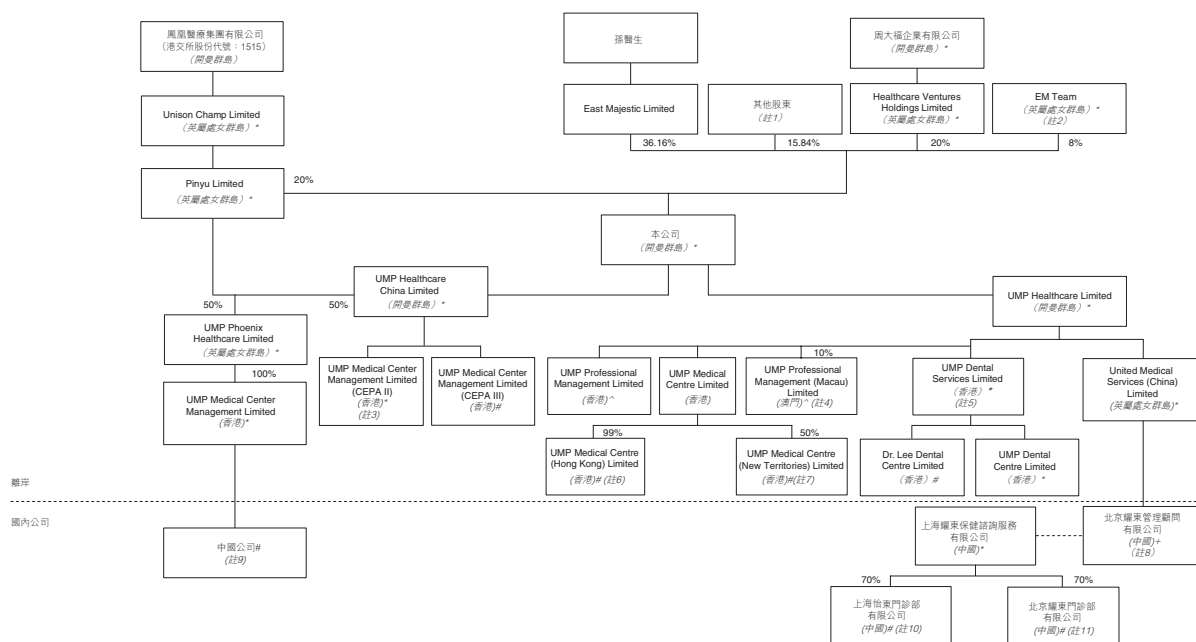 鳳凰醫療集團有限公司
（港交所股份代號：1515）
（開曼群島）
孫醫生
周大福企業有限公司
（開曼群島）*
Unison Champ Limited
（英屬處女群島）*
East Majestic Limited
其他股東
（註1）
Healthcare Ventures
Holdings Limited
（英屬處女群島）*
EM Team
（英屬處女群島）*
（註2）
36.16%
15.84%
20%
8%
Pinyu Limited
（英屬處女群島）*
20%
本公司
（開曼群島）*
UMP Healthcare
China Limited
（開曼群島）*
UMP Healthcare Limited
（開曼群島）*
50%
50%
UMP Phoenix
Healthcare Limited
（英屬處女群島）*
100%
UMP Medical Center
Management Limited
(香港)*
UMP Medical Center
Management Limited
(CEPA II)
(香港)*
(註3)
UMP Medical Center
Management Limited
(CEPA III)
(香港)#
UMP Professional
Management Limited
(香港)^
UMP Medical
Centre Limited
(香港)
10%
UMP Professional
Management (Macau)
Limited
(澳門)^ (註4)
UMP Dental
Services Limited
（香港）*
(註5)
United Medical
Services (China)
Limited
(英屬處女群島)*
99%
UMP Medical Centre
(Hong Kong) Limited
(香港)# (註6)
50%
UMP Medical Centre
(New Territories) Limited
(香港)#(註7)
Dr. Lee Dental
Centre Limited
（香港）#
UMP Dental
Centre Limited
（香港）*
離岸
國內公司
中國公司#
(註9)
上海耀東保健諮詢服務
有限公司
(中國)*
北京耀東管理顧問
有限公司
(中國)+
（註8）
70%
70%
上海怡東門診部
有限公司
(中國)# (註10)
北京耀東門診部
有限公司
(中國)# (註11)